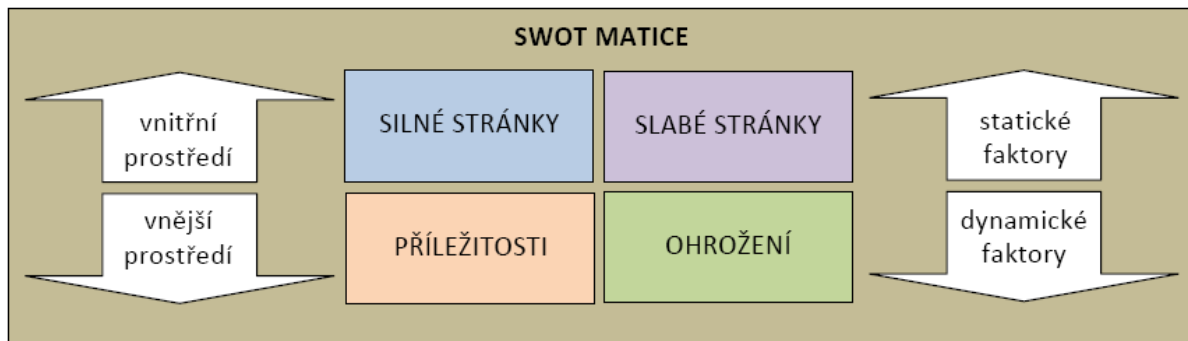 SWOT MATICE
vnitřní
prostředí
SILNÉ STRÁNKY
SLABÉ STRÁNKY
statické
faktory
vnější
prostředí
PŘÍLEŽITOSTI
OHROŽENÍ
dynamické
faktory